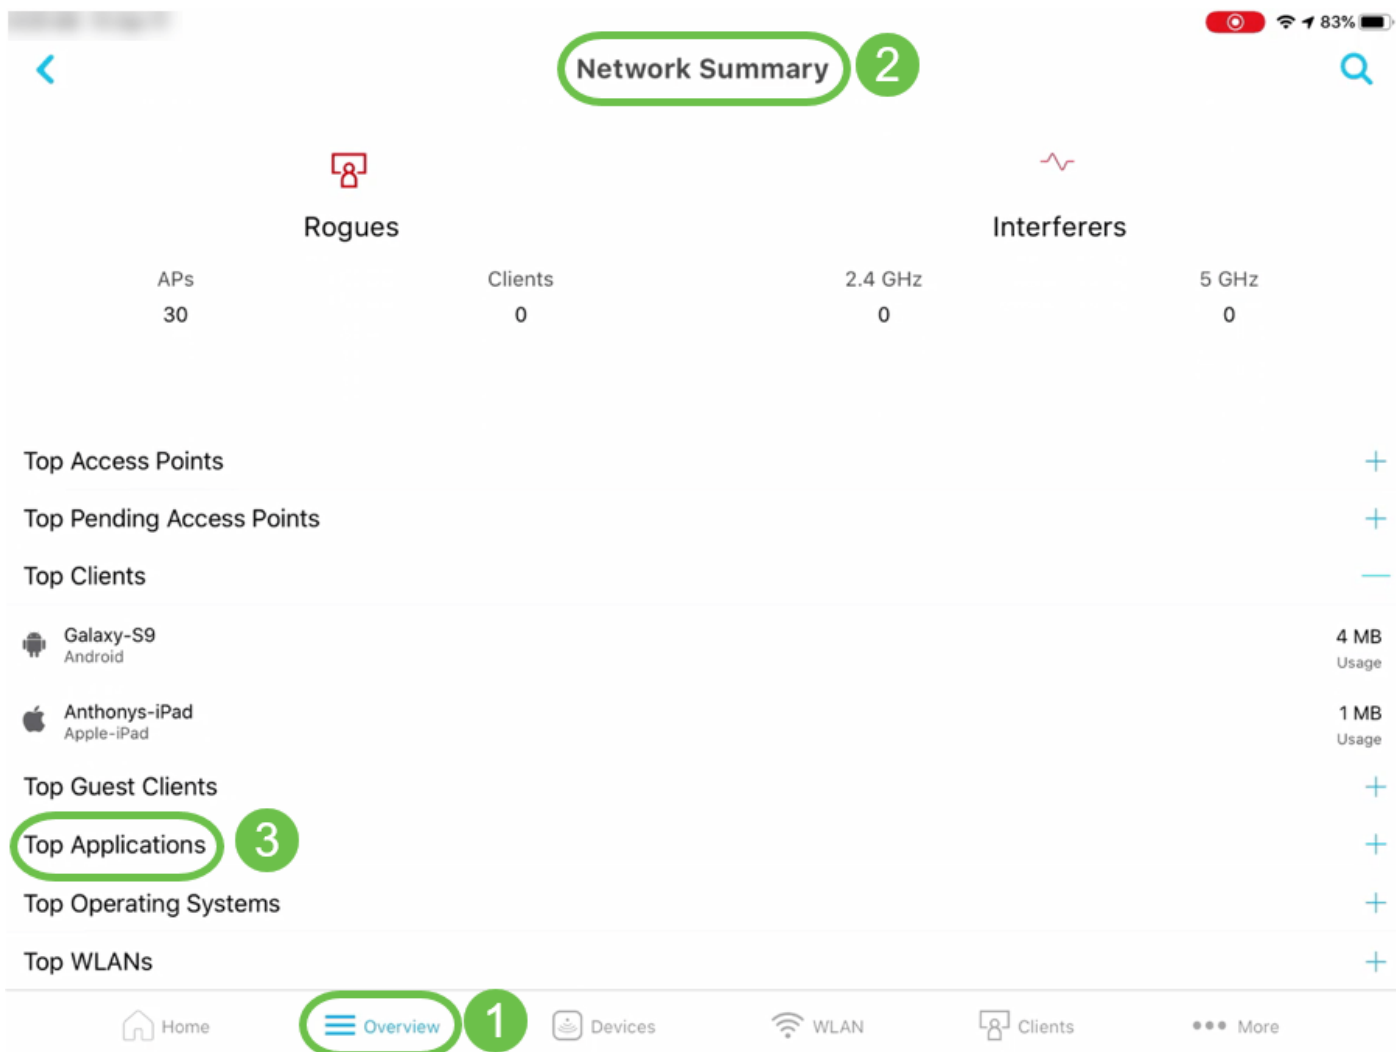 83%
Network Summary 2
Rogues
Interferers
APs
Clients
2.4 GHz
5 GHz
30
0
0
0
Top Access Points
Top Pending Access Points
Top Clients
Galaxy-S9
Android
4 MB
Usage
Anthonys-iPad
Apple-iPad
1 MB
Usage
Top Guest Clients
Top Applications 3
Top Operating Systems
Top WLANs
Home
Overview 1
Devices
WLAN
Clients
More